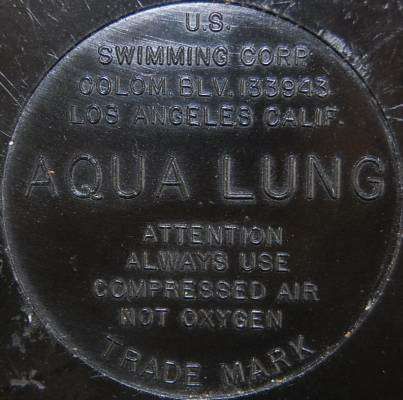 U.S.
SWIMMING CORP.
COLOM. BLV. 133943
LOS ANGELES CALIF.
AQUA LUNG
ATTENTION
ALWAYS USE
COMPRESSED AIR
NOT OXYGEN
TRADE MARK